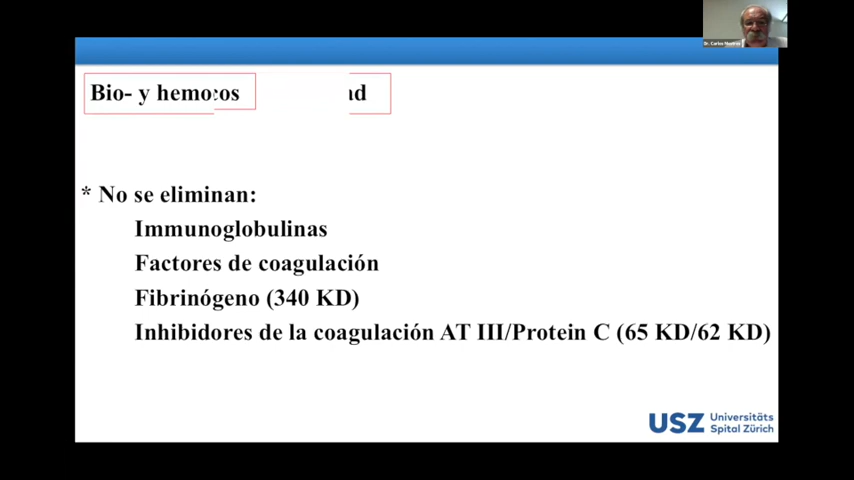 Bio- y hemo
cos
ad
* No se eliminan:
Immunoglobulinas
Factores de coagulación
Fibrinógeno (340 KD)
Inhibidores de la coagulación AT III/Protein C (65 KD/62 KD)
USZ Universitäts
Spital Zürich